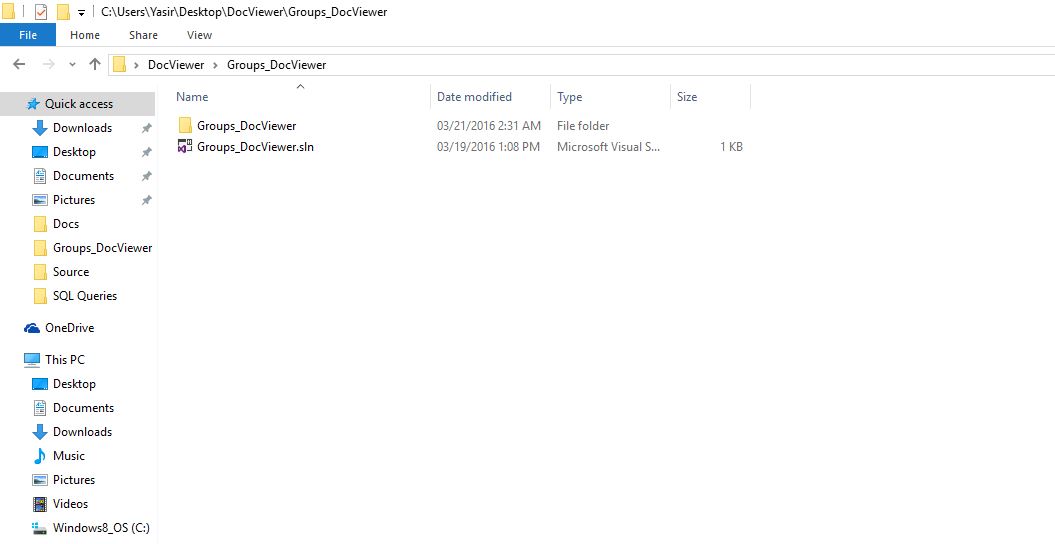 C:\Users\Yasir\Desktop\DocViewer\Groups_DocViewer
File Home Share View
DocViewer Groups_DocViewer
Name Date modified Type Size
Groups_DocViewer 03/21/2016 2:31 AM File folder
Groups_DocViewer.sln 03/19/2016 1:08 PM Microsoft Visual S... 1 KB
Quick access
Downloads
Desktop
Documents
Pictures
Docs
Groups_DocViewer
Source
SQL Queries
OneDrive
This PC
Desktop
Documents
Downloads
Music
Pictures
Videos
Windows8_OS (C:)